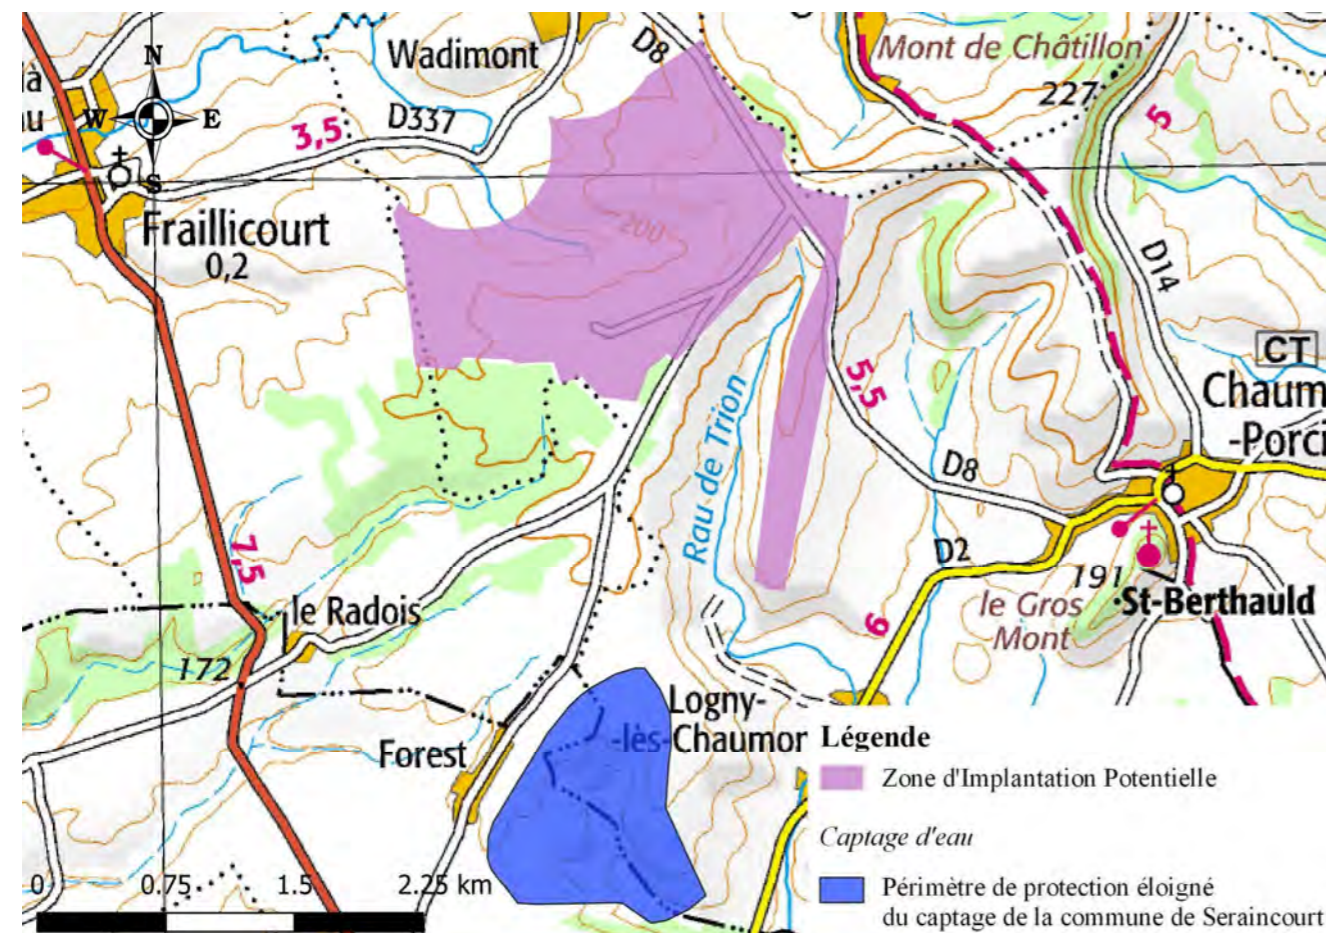 Wadimont
D8
Mont de Châtillon
227
5
à
N
W
E
S
3,5
D337
Fraillicourt
0,2
200
D14
CT
Chaum
-Porci
5,5
Rau de Trion
D8
D2
191
St-Berthauld
le Gros
Mont
7,5
le Radois
172
9
Forest
Logny-
-lès-Chaumor
Légende
Zone d'Implantation Potentielle
Captage d'eau
Périmètre de protection éloigné
du captage de la commune de Seraincourt
0 0.75 1.5 2.25 km